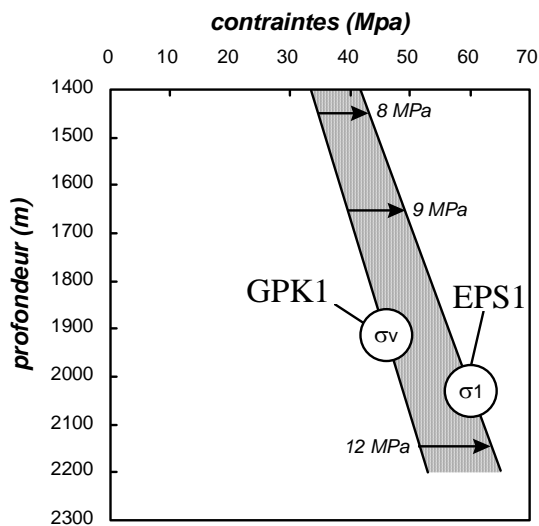 contraintes (Mpa)
0 10 20 30 40 50 60 70
profondeur (m)
1400
1500
1600
1700
1800
1900
2000
2100
2200
2300
8 MPa
9 MPa
GPK1
EPS1
σv
σ1
12 MPa